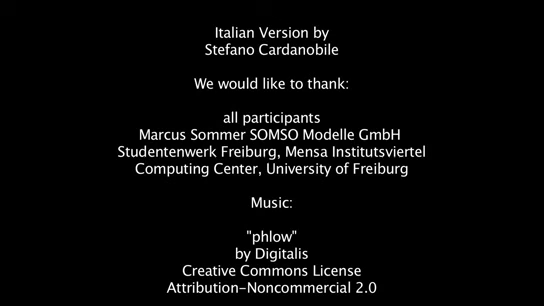 Italian Version by
Stefano Cardanobile
We would like to thank:
all participants
Marcus Sommer SOMSO Modelle GmbH
Studentenwerk Freiburg, Mensa Institutsviertel
Computing Center, University of Freiburg
Music:
"phlow"
by Digitalis
Creative Commons License
Attribution-Noncommercial 2.0